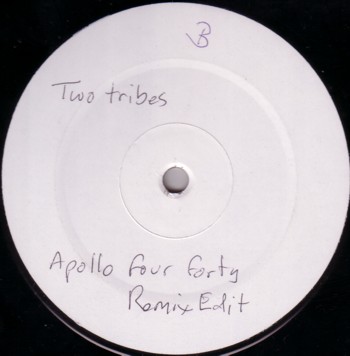 B
Two tribes
Apollo four forty
Remix Edit